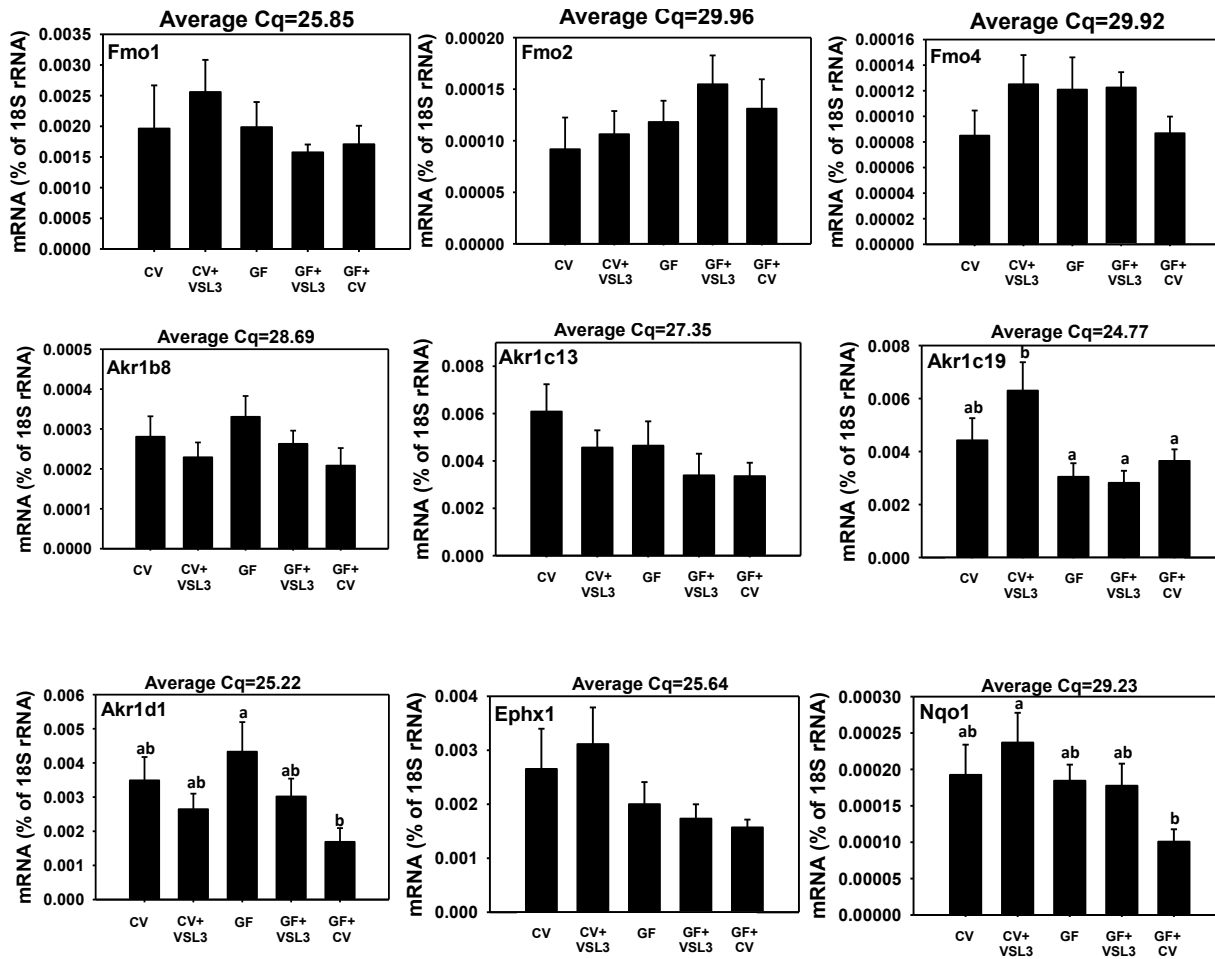 Average Cq=25.85
mRNA (% of 18S rRNA)
Fmo1
0.0035
0.0030
0.0025
0.0020
0.0015
0.0010
0.0005
0.0000
CV
CV+
VSL3
GF
GF+
VSL3
GF+
CV
Average Cq=29.96
mRNA (% of 18S rRNA)
Fmo2
0.00020
0.00015
0.00010
0.00005
0.00000
CV
CV+
VSL3
GF
GF+
VSL3
GF+
CV
Average Cq=29.92
mRNA (% of 18S rRNA)
Fmo4
0.00016
0.00014
0.00012
0.00010
0.00008
0.00006
0.00004
0.00002
0.00000
CV
CV+
VSL3
GF
GF+
VSL3
GF+
CV
Average Cq=28.69
mRNA (% of 18S rRNA)
Akr1b8
0.0005
0.0004
0.0003
0.0002
0.0001
0.0000
CV
CV+
VSL3
GF
GF+
VSL3
GF+
CV
Average Cq=27.35
mRNA (% of 18S rRNA)
Akr1c13
0.008
0.006
0.004
0.002
0.000
CV
CV+
VSL3
GF
GF+
VSL3
GF+
CV
Average Cq=24.77
mRNA (% of 18S rRNA)
Akr1c19
0.008
0.006
0.004
0.002
0.000
ab
b
a
a
a
CV
CV+
VSL3
GF
GF+
VSL3
GF+
CV
Average Cq=25.22
mRNA (% of 18S rRNA)
Akr1d1
0.006
0.005
0.004
0.003
0.002
0.001
0.000
ab
ab
a
ab
b
CV
CV+
VSL3
GF
GF+
VSL3
GF+
CV
Average Cq=25.64
mRNA (% of 18S rRNA)
Ephx1
0.004
0.003
0.002
0.001
0.000
CV
CV+
VSL3
GF
GF+
VSL3
GF+
CV
Average Cq=29.23
mRNA (% of 18S rRNA)
Nqo1
0.00030
0.00025
0.00020
0.00015
0.00010
0.00005
0.00000
ab
a
ab
ab
b
CV
CV+
VSL3
GF
GF+
VSL3
GF+
CV